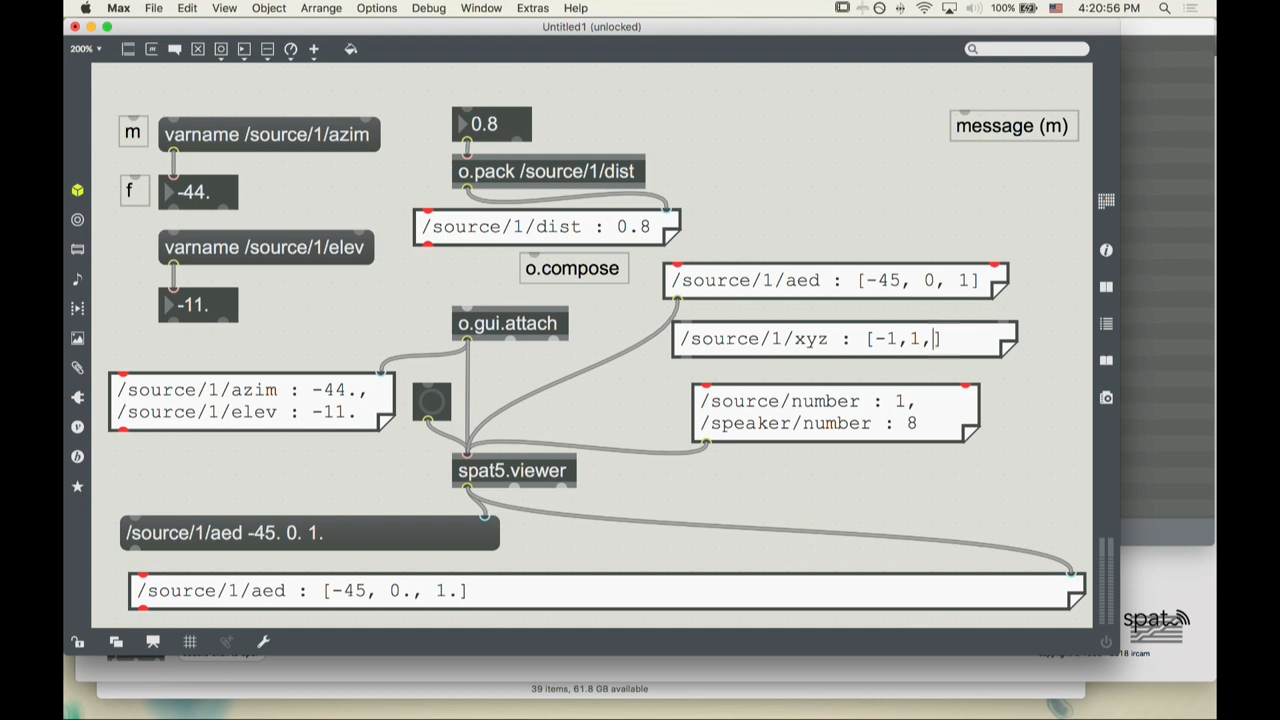 Max File Edit View Object Arrange Options Debug Window Extras Help 100% 4:20:56 PM
Untitled1 (unlocked)
200%
m
varname /source/1/azim
f
-44.
varname /source/1/elev
-11.
0.8
o.pack /source/1/dist
/source/1/dist : 0.8
o.compose
message (m)
/source/1/aed : [-45, 0, 1]
/source/1/xyz : [-1,1,]
o.gui.attach
/source/1/azim : -44.,
/source/1/elev : -11.
/source/number : 1,
/speaker/number : 8
spat5.viewer
/source/1/aed -45. 0. 1.
/source/1/aed : [-45, 0., 1.]
spat
ircam
39 items, 61.8 GB available